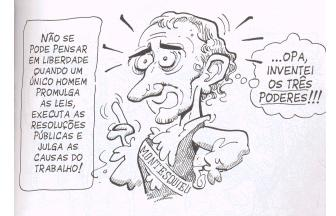 NÃO SE
PODE PENSAR
EM LIBERDADE
QUANDO UM
ÚNICO HOMEM
PROMULGA
AS LEIS,
EXECUTA AS
RESOLUÇÕES
PÚBLICAS E
JULGA AS
CAUSAS DO
TRABALHO!
...OPA,
INVENTEI
OS TRÊS
PODERES!!!
MONTESQUIEU